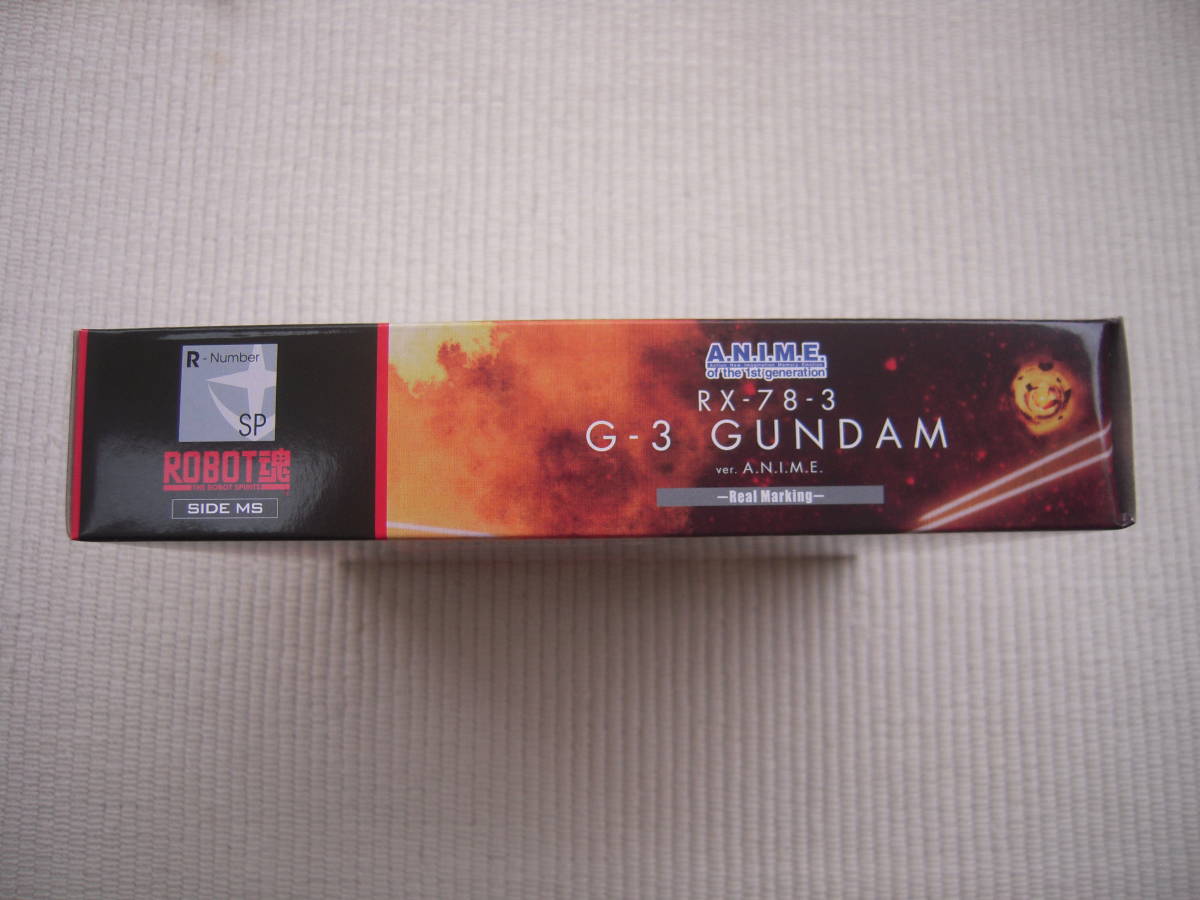 R - Number
SP
ROBOT魂
THE ROBOT SPIRITS
SIDE MS
A.N.I.M.E.
of the 1st generation
RX-78-3
G-3 GUNDAM
ver. A.N.I.M.E.
—Real Marking—